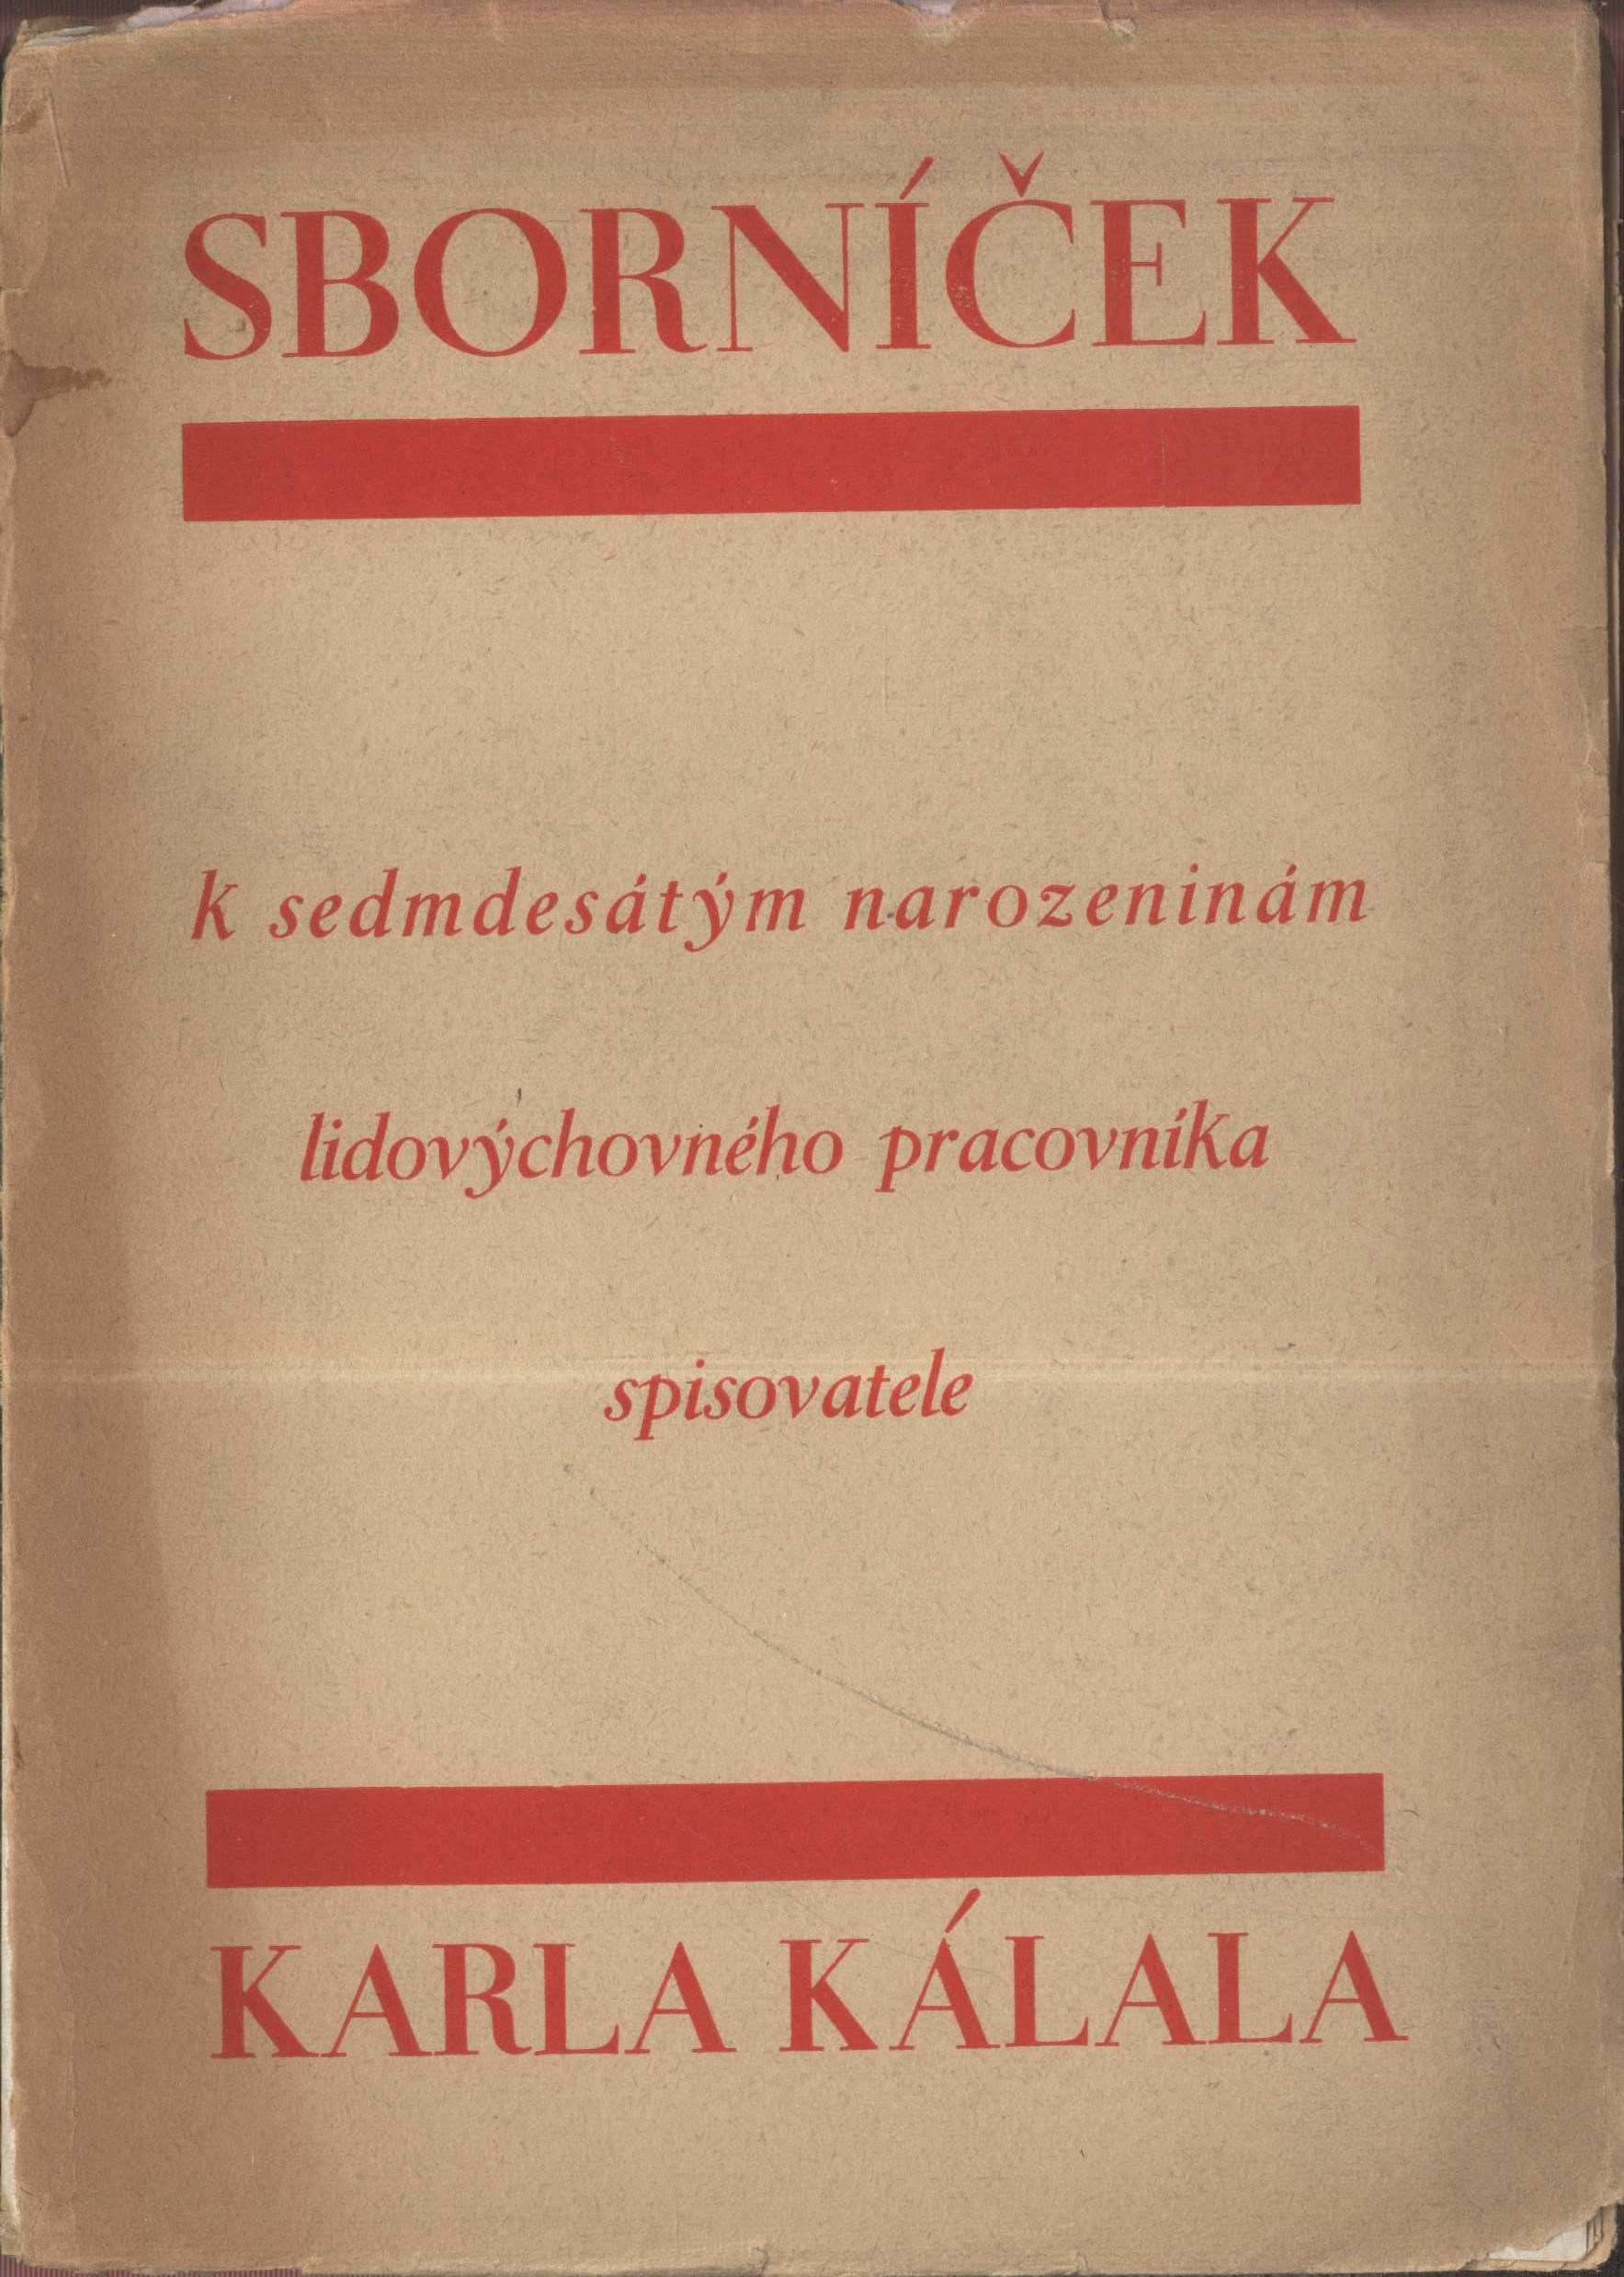 SBORNÍČEK
k sedmdesátým narozeninám
lidovýchovného pracovníka
spisovatele
KARLA KÁLALA